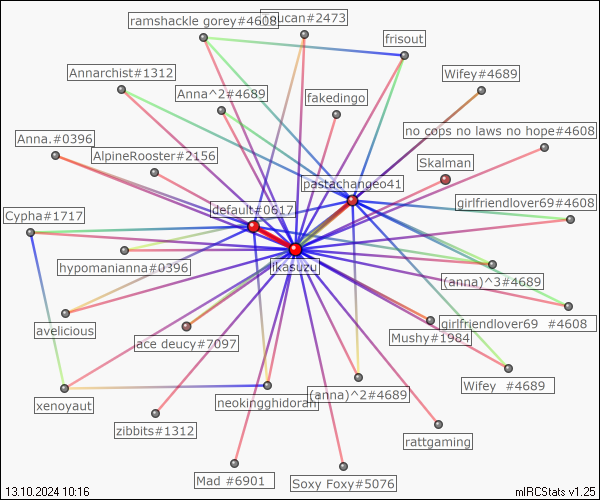 ramshackle gorey#4608
toucan#2473
frisout
Annarchist#1312
Wifey#4689
Anna^2#4689
fakedingo
no cops no laws no hope#4608
Anna.#0396
AlpineRooster#2156
Skalman
pastachangeo41
girlfriendlover69#4608
Cypha#1717
default#0617
hypomanianna#0396
likasuzu
(anna)^3#4689
avelicious
girlfriendlover69 #4608
ace deucy#7097
Mushy#1984
Wifey #4689
xenoyaut
neokingghidorah
(anna)^2#4689
zibbits#1312
rattgaming
Mad #6901
Soxy Foxy#5076
13.10.2024 10:16
mIRCStats v1.25